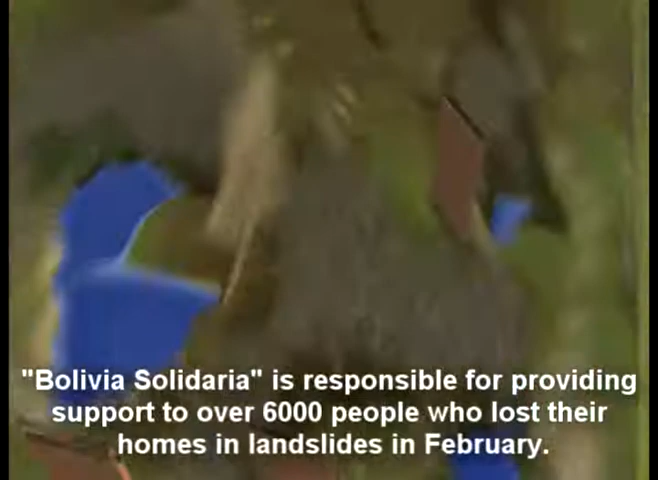 "Bolivia Solidaria" is responsible for providing
support to over 6000 people who lost their
homes in landslides in February.